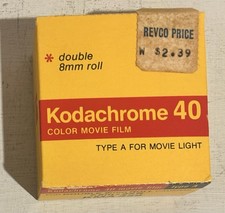 REVCO PRICE
W $2.39
* double
8mm roll
Kodachrome 40
COLOR MOVIE FILM
TYPE A FOR MOVIE LIGHT